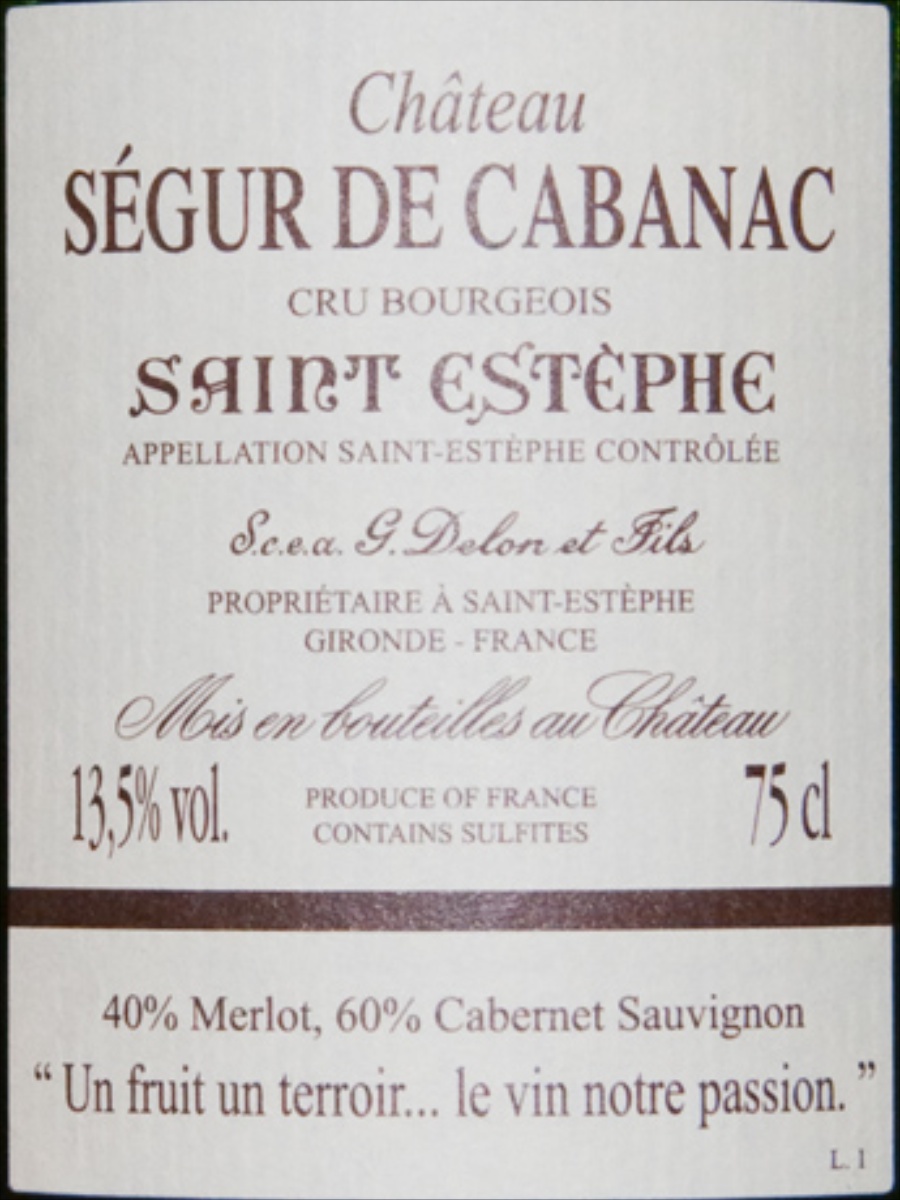 Château
SÉGUR DE CABANAC
CRU BOURGEOIS
SAINT ESTÈPHE
APPELLATION SAINT-ESTÈPHE CONTRÔLÉE
S.c.e.a. G. Delon et Fils
PROPRIÉTAIRE À SAINT-ESTÈPHE
GIRONDE - FRANCE
Mis en bouteilles au Château
13,5% vol.
PRODUCE OF FRANCE
CONTAINS SULFITES
75 cl
40% Merlot, 60% Cabernet Sauvignon
“ Un fruit un terroir... le vin notre passion. ”
L. 1